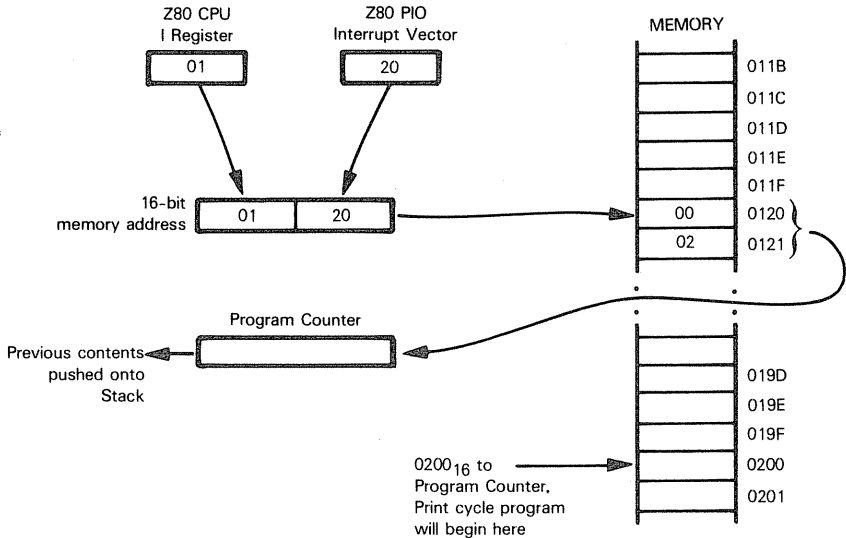 Z80 CPU
I Register
01
Z80 PIO
Interrupt Vector
20
MEMORY
011B
011C
011D
011E
011F
00 0120
02 0121
16-bit
memory address
01 20
Program Counter
Previous contents
pushed onto
Stack
019D
019E
019F
0200
0201
0200₁₆ to
Program Counter,
Print cycle program
will begin here